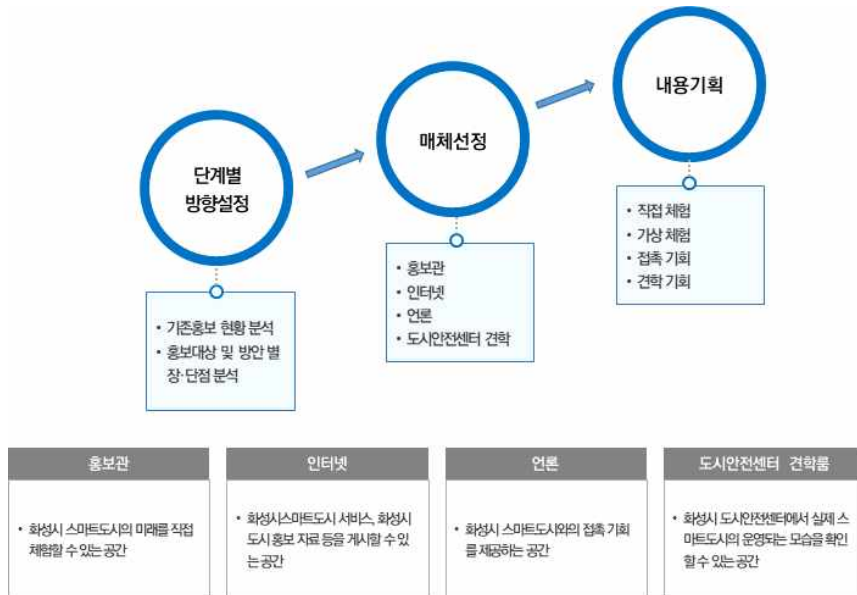 단계별
방향설정
• 기존홍보 현황 분석
• 홍보대상 및 방안 별
장·단점 분석
매체선정
• 홍보관
• 인터넷
• 언론
• 도시안전센터 견학
내용기획
• 직접 체험
• 가상 체험
• 접촉 기회
• 견학 기회
홍보관
• 화성시 스마트도시의 미래를 직접
체험할 수 있는 공간
인터넷
• 화성시스마트도시 서비스, 화성시
도시 홍보 자료 등을 게시할 수 있
는 공간
언론
• 화성시 스마트도시와의 접촉 기회
를 제공하는 공간
도시안전센터 견학룸
• 화성시 도시안전센터에서 실제 스
마트도시의 운영되는 모습을 확인
할 수 있는 공간